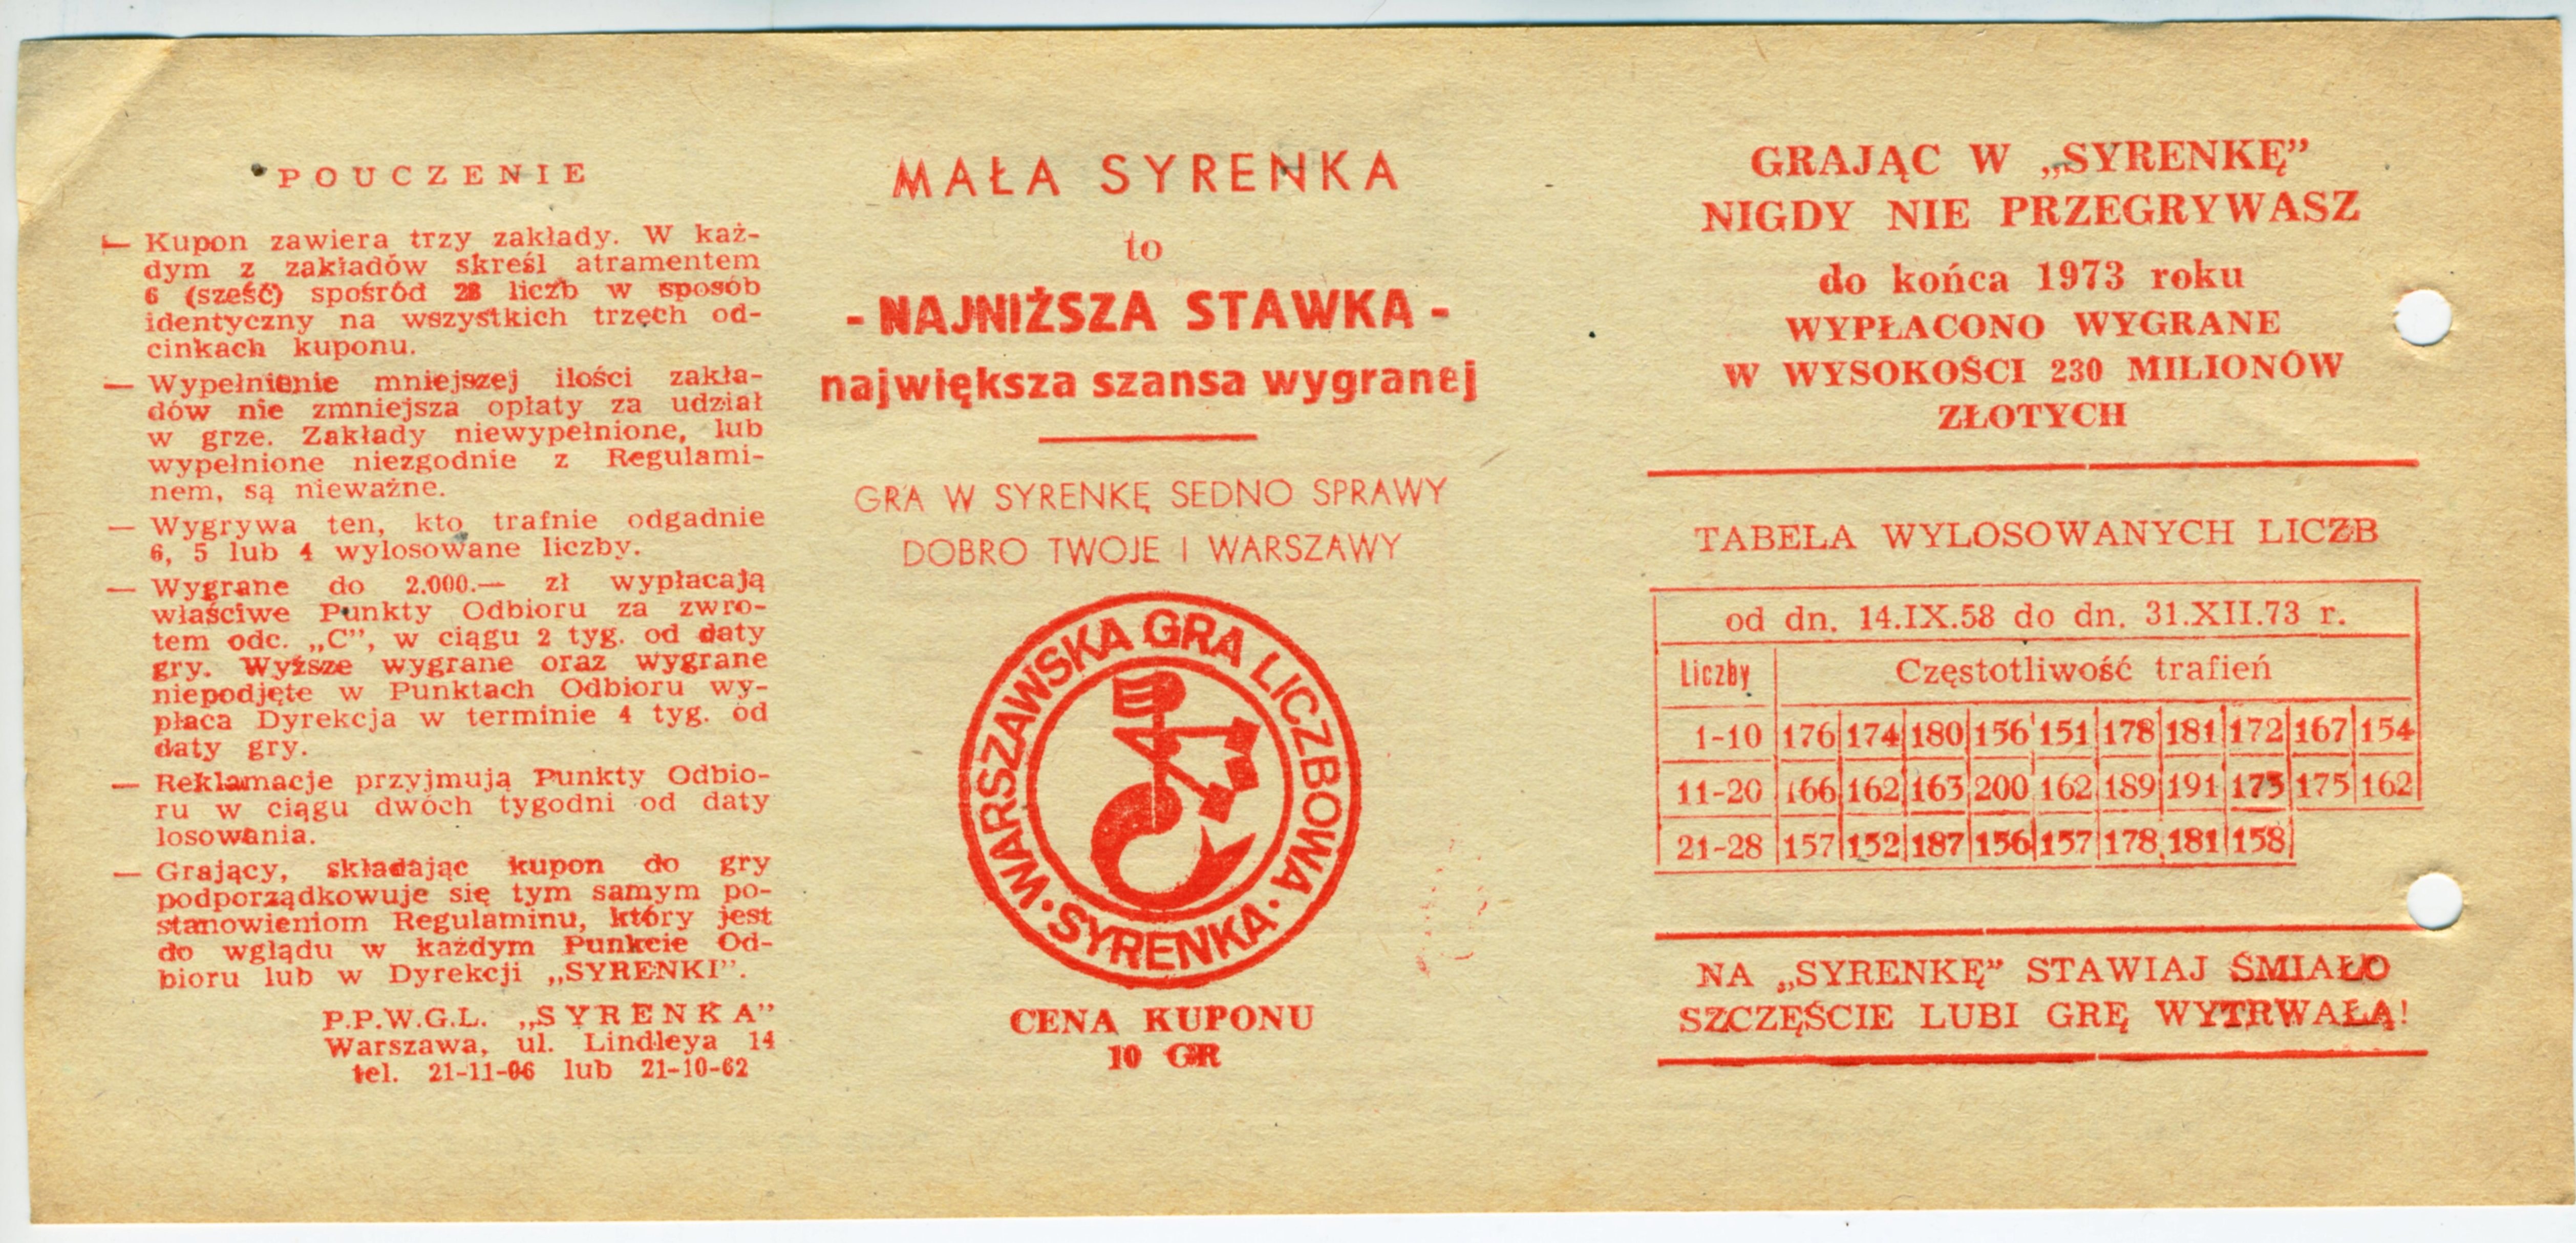 POUCZENIE
— Kupon zawiera trzy zakłady. W każ-
dym z zakładów skreśl atramentem
6 (sześć) spośród 28 liczb w sposób
identyczny na wszystkich trzech od-
cinkach kuponu.
— Wypełnienie mniejszej ilości zakła-
dów nie zmniejsza opłaty za udział
w grze. Zakłady niewypełnione, lub
wypełnione niezgodnie z Regulami-
nem, są nieważne.
— Wygrywa ten, kto trafnie odgadnie
6, 5 lub 4 wylosowane liczby.
— Wygrane do 2.000.— zł wypłacają
właściwe Punkty Odbioru za zwro-
tem odc. „C”, w ciągu 2 tyg. od daty
gry. Wyższe wygrane oraz wygrane
niepodjęte w Punktach Odbioru wy-
płaca Dyrekcja w terminie 4 tyg. od
daty gry.
— Reklamacje przyjmują Punkty Odbio-
ru w ciągu dwóch tygodni od daty
losowania.
— Grający, składając kupon do gry
podporządkowuje się tym samym po-
stanowieniom Regulaminu, który jest
do wglądu w każdym Punkcie Od-
bioru lub w Dyrekcji „SYRENKI”.
P.P.W.G.L. „SYRENKA”
Warszawa, ul. Lindleya 14
tel. 21-11-06 lub 21-10-62
MAŁA SYRENKA
to
- NAJNIŻSZA STAWKA -
największa szansa wygranej
GRA W SYRENKĘ SEDNO SPRAWY
DOBRO TWOJE I WARSZAWY
WARSZAWSKA GRA LICZBOWA
· SYRENKA ·
CENA KUPONU
10 GR
GRAJĄC W „SYRENKĘ”
NIGDY NIE PRZEGRYWASZ
do końca 1973 roku
WYPŁACONO WYGRANE
W WYSOKOŚCI 230 MILIONÓW
ZŁOTYCH
TABELA WYLOSOWANYCH LICZB
od dn. 14.IX.58 do dn. 31.XII.73 r.
Liczby Częstotliwość trafień
1-10 176 174 180 156 151 178 181 172 167 154
11-20 166 162 163 200 162 189 191 173 175 162
21-28 157 152 187 156 157 178 181 158
NA „SYRENKĘ” STAWIAJ ŚMIAŁO
SZCZĘŚCIE LUBI GRĘ WYTRWAŁĄ!